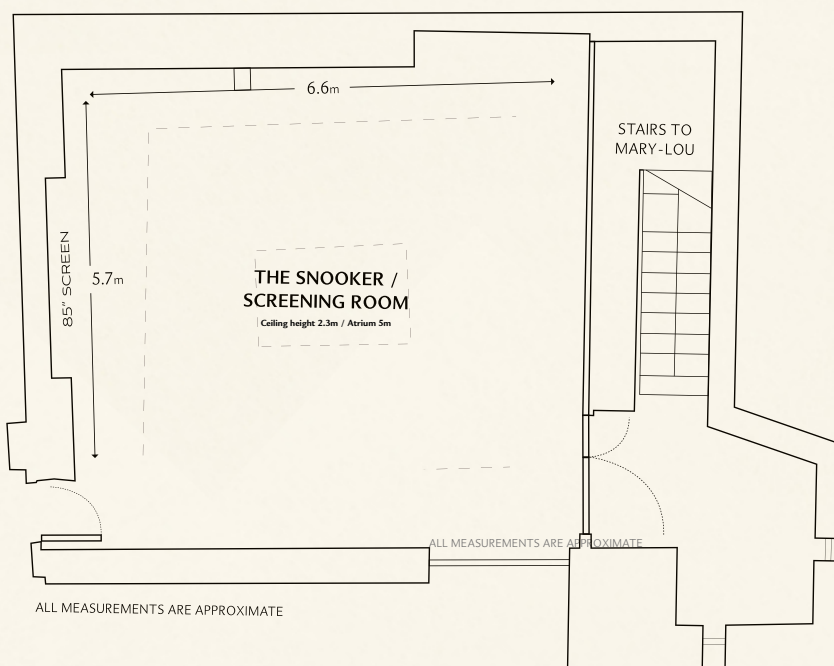 6.6m
STAIRS TO
MARY-LOU
85" SCREEN
5.7m
THE SNOOKER /
SCREENING ROOM
Ceiling height 2.3m / Atrium 5m
ALL MEASUREMENTS ARE APPROXIMATE
ALL MEASUREMENTS ARE APPROXIMATE